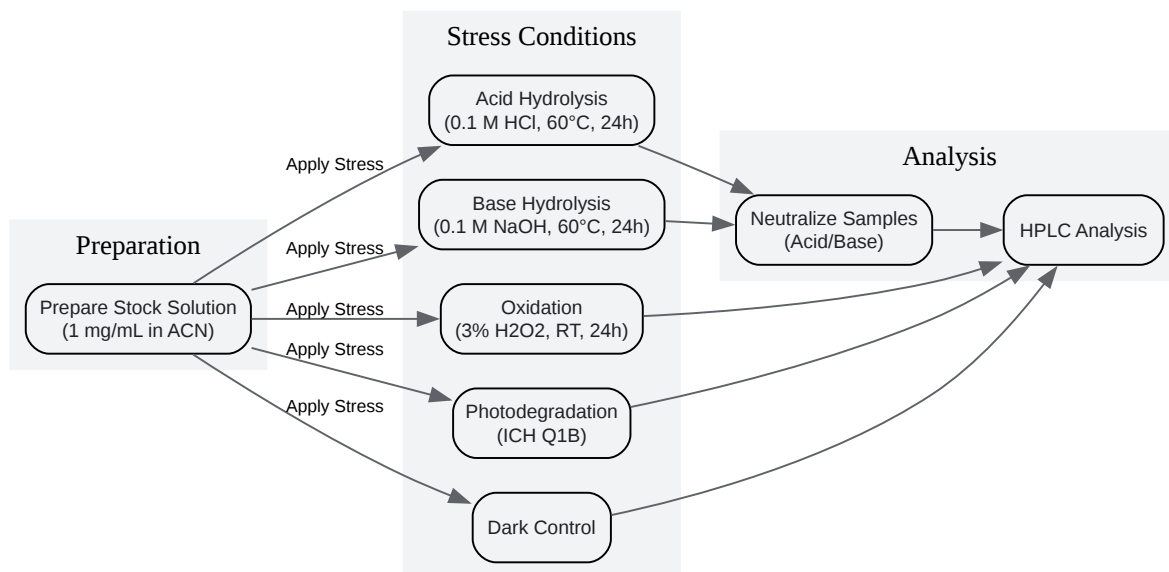 Stress Conditions
Acid Hydrolysis
(0.1 M HCl, 60°C, 24h)
Analysis
Apply Stress
Base Hydrolysis
(0.1 M NaOH, 60°C, 24h)
Neutralize Samples
(Acid/Base)
HPLC Analysis
Preparation
Apply Stress
Prepare Stock Solution
(1 mg/mL in ACN)
Apply Stress
Oxidation
(3% H2O2, RT, 24h)
Apply Stress
Photodegradation
(ICH Q1B)
Apply Stress
Dark Control